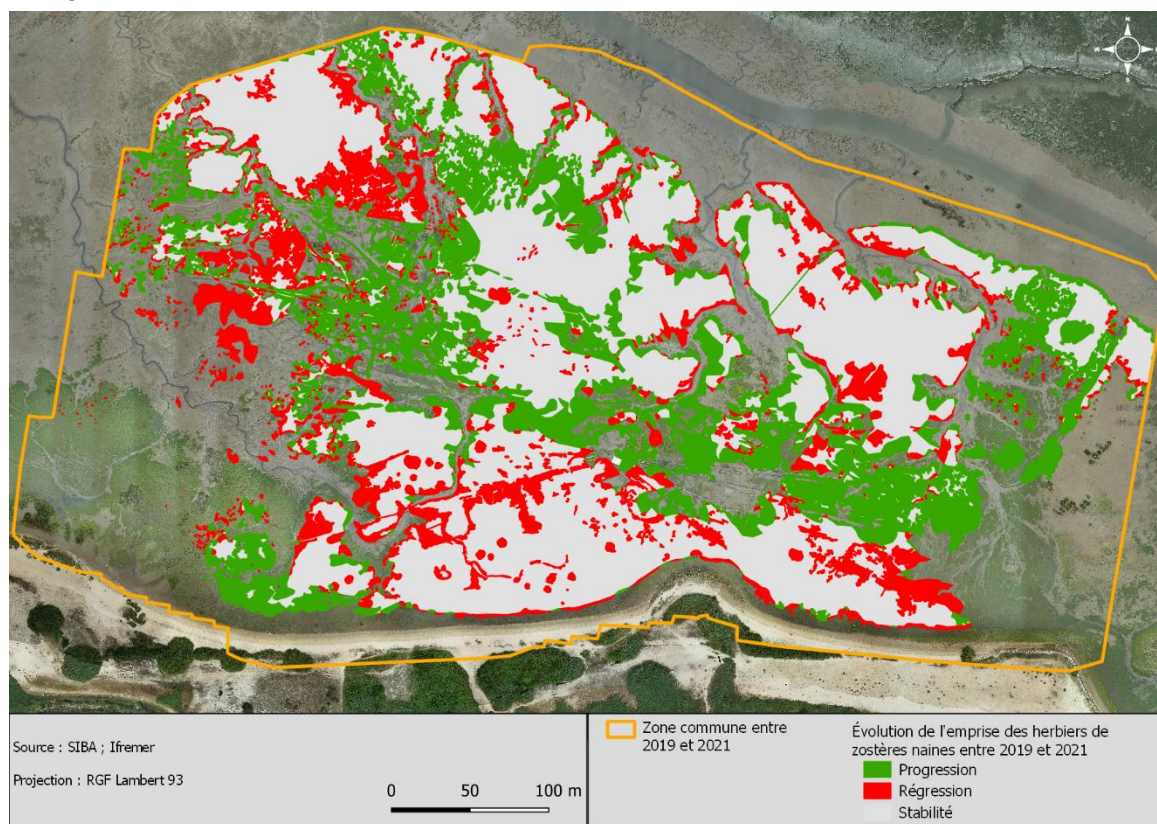 N
W
E
S
Source : SIBA ; Ifremer
Projection : RGF Lambert 93
0 50 100 m
Zone commune entre
2019 et 2021
Évolution de l'emprise des herbiers de
zostères naines entre 2019 et 2021
Progression
Régression
Stabilité